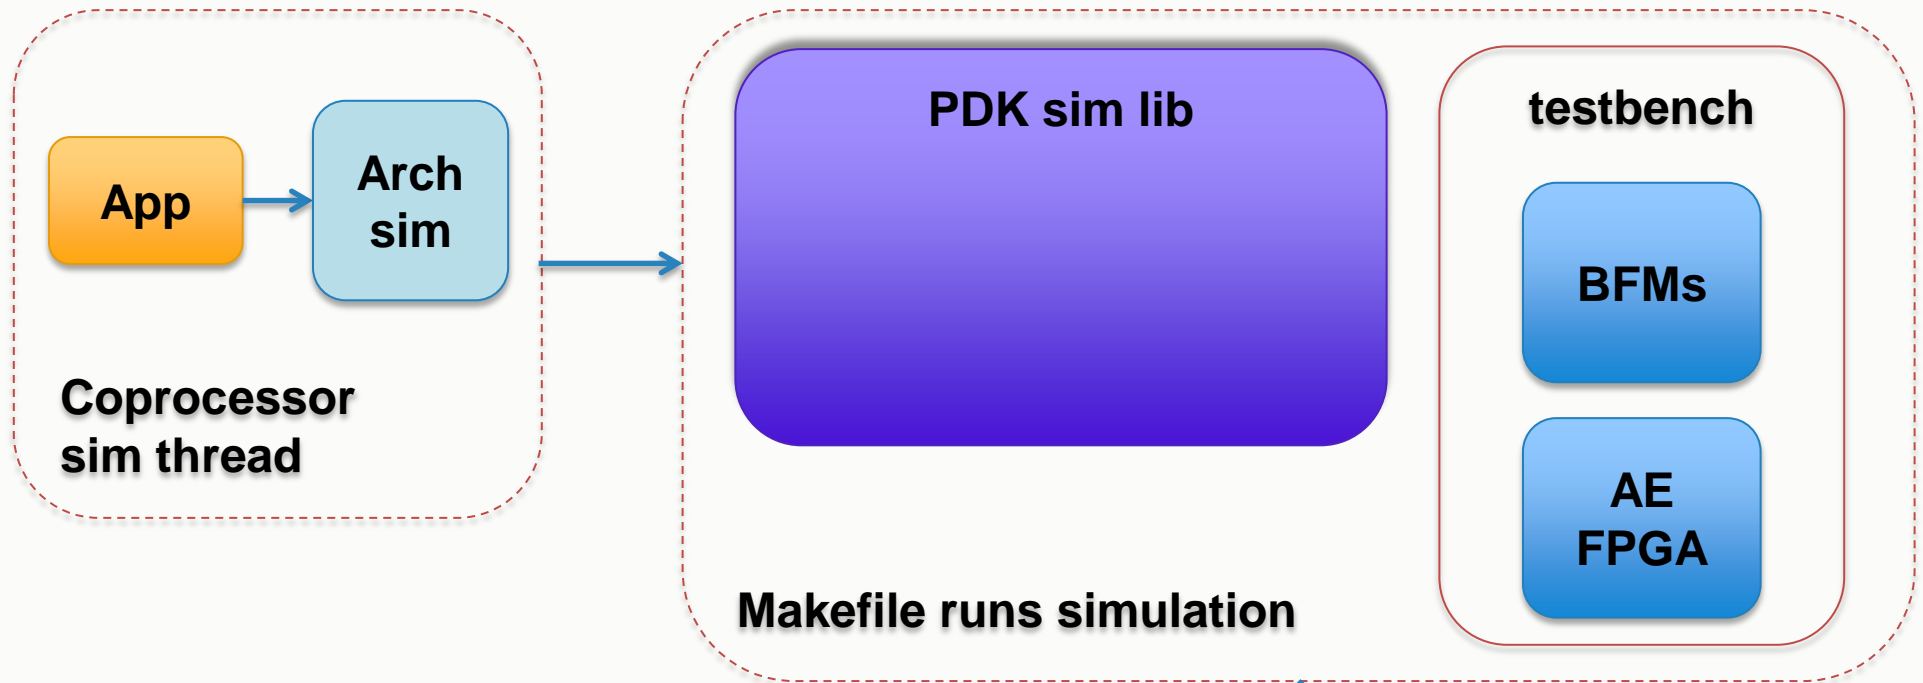 App
Arch
sim
Coprocessor
sim thread
PDK sim lib
Makefile runs simulation
testbench
BFMs
AE
FPGA